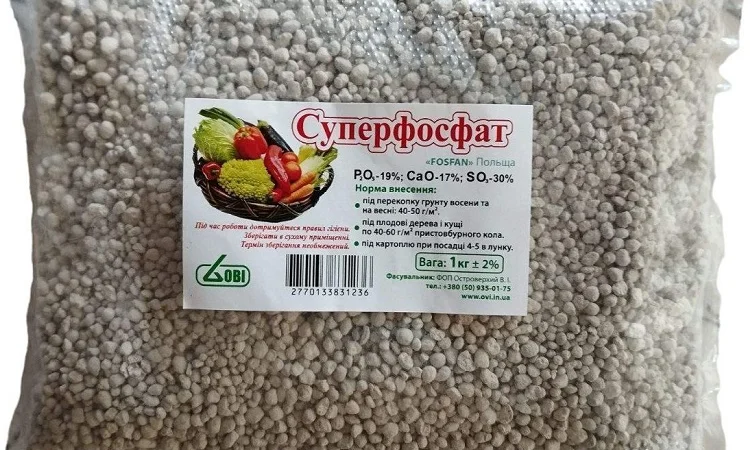 Суперфосфат
«FOSFAN» Польща
P₂O₅-19%; CaO-17%; SO₃-30%
Норма внесення:
• під перекопку грунту восени та
на весні: 40-50 г/м².
• під плодові дерева і кущі
по 40-60 г/м² пристовбурного кола.
• під картоплю при посадці 4-5 в лунку.
Під час роботи дотримуйтеся правил гігієни.
Зберігати в сухому приміщенні.
Термін зберігання необмежений.
ОВІ
2770133831236
Вага: 1 кг ± 2%
Фасувальник: ФОП Островерхий В. І.
тел.: +380 (50) 935-01-75
www.ovi.in.ua